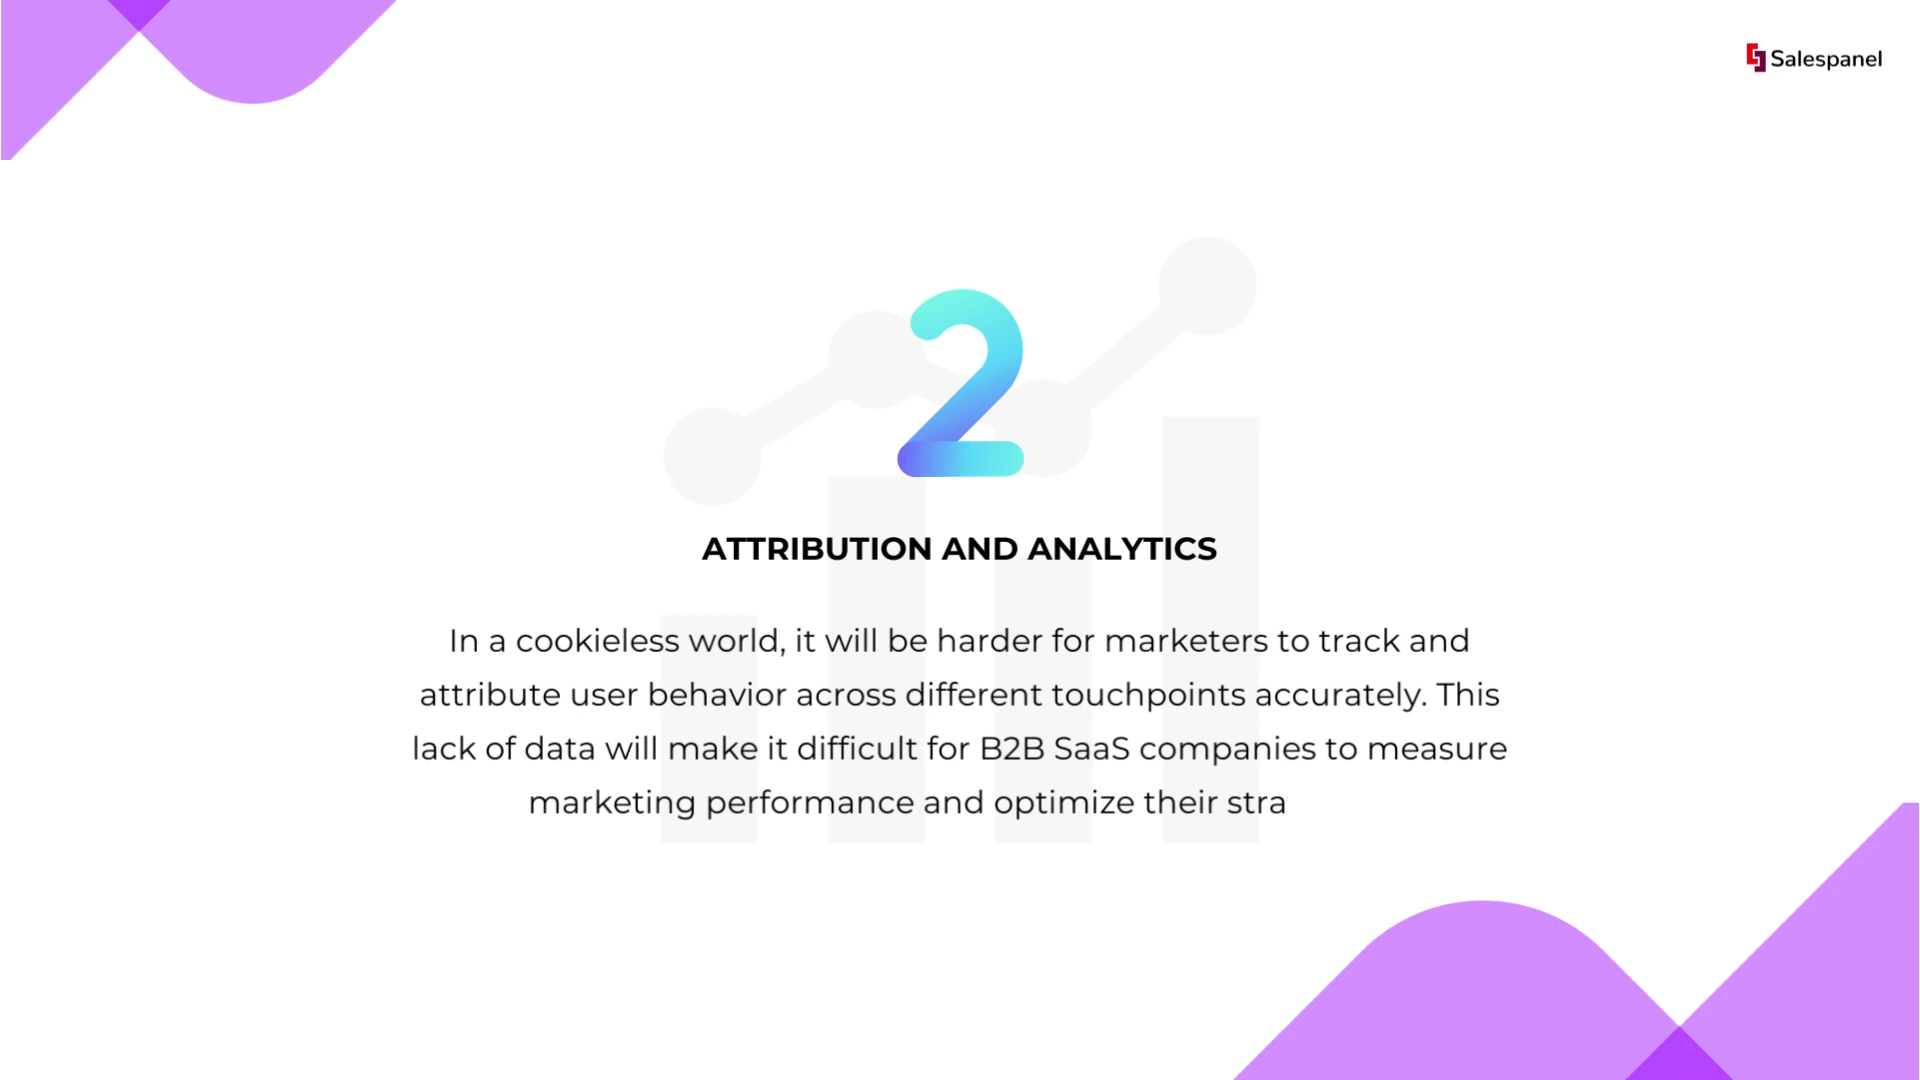 Salespanel
2
ATTRIBUTION AND ANALYTICS
In a cookieless world, it will be harder for marketers to track and
attribute user behavior across different touchpoints accurately. This
lack of data will make it difficult for B2B SaaS companies to measure
marketing performance and optimize their stra